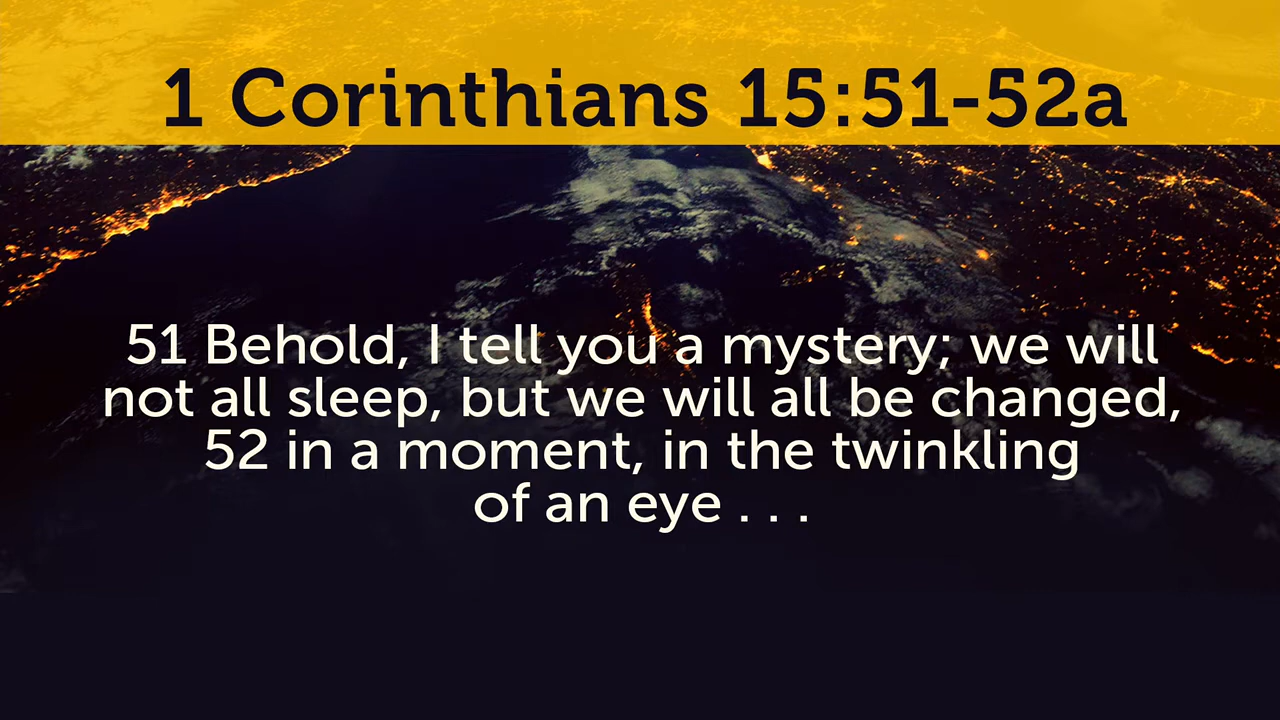 1 Corinthians 15:51-52a
51 Behold, I tell you a mystery; we will
not all sleep, but we will all be changed,
52 in a moment, in the twinkling
of an eye . . .